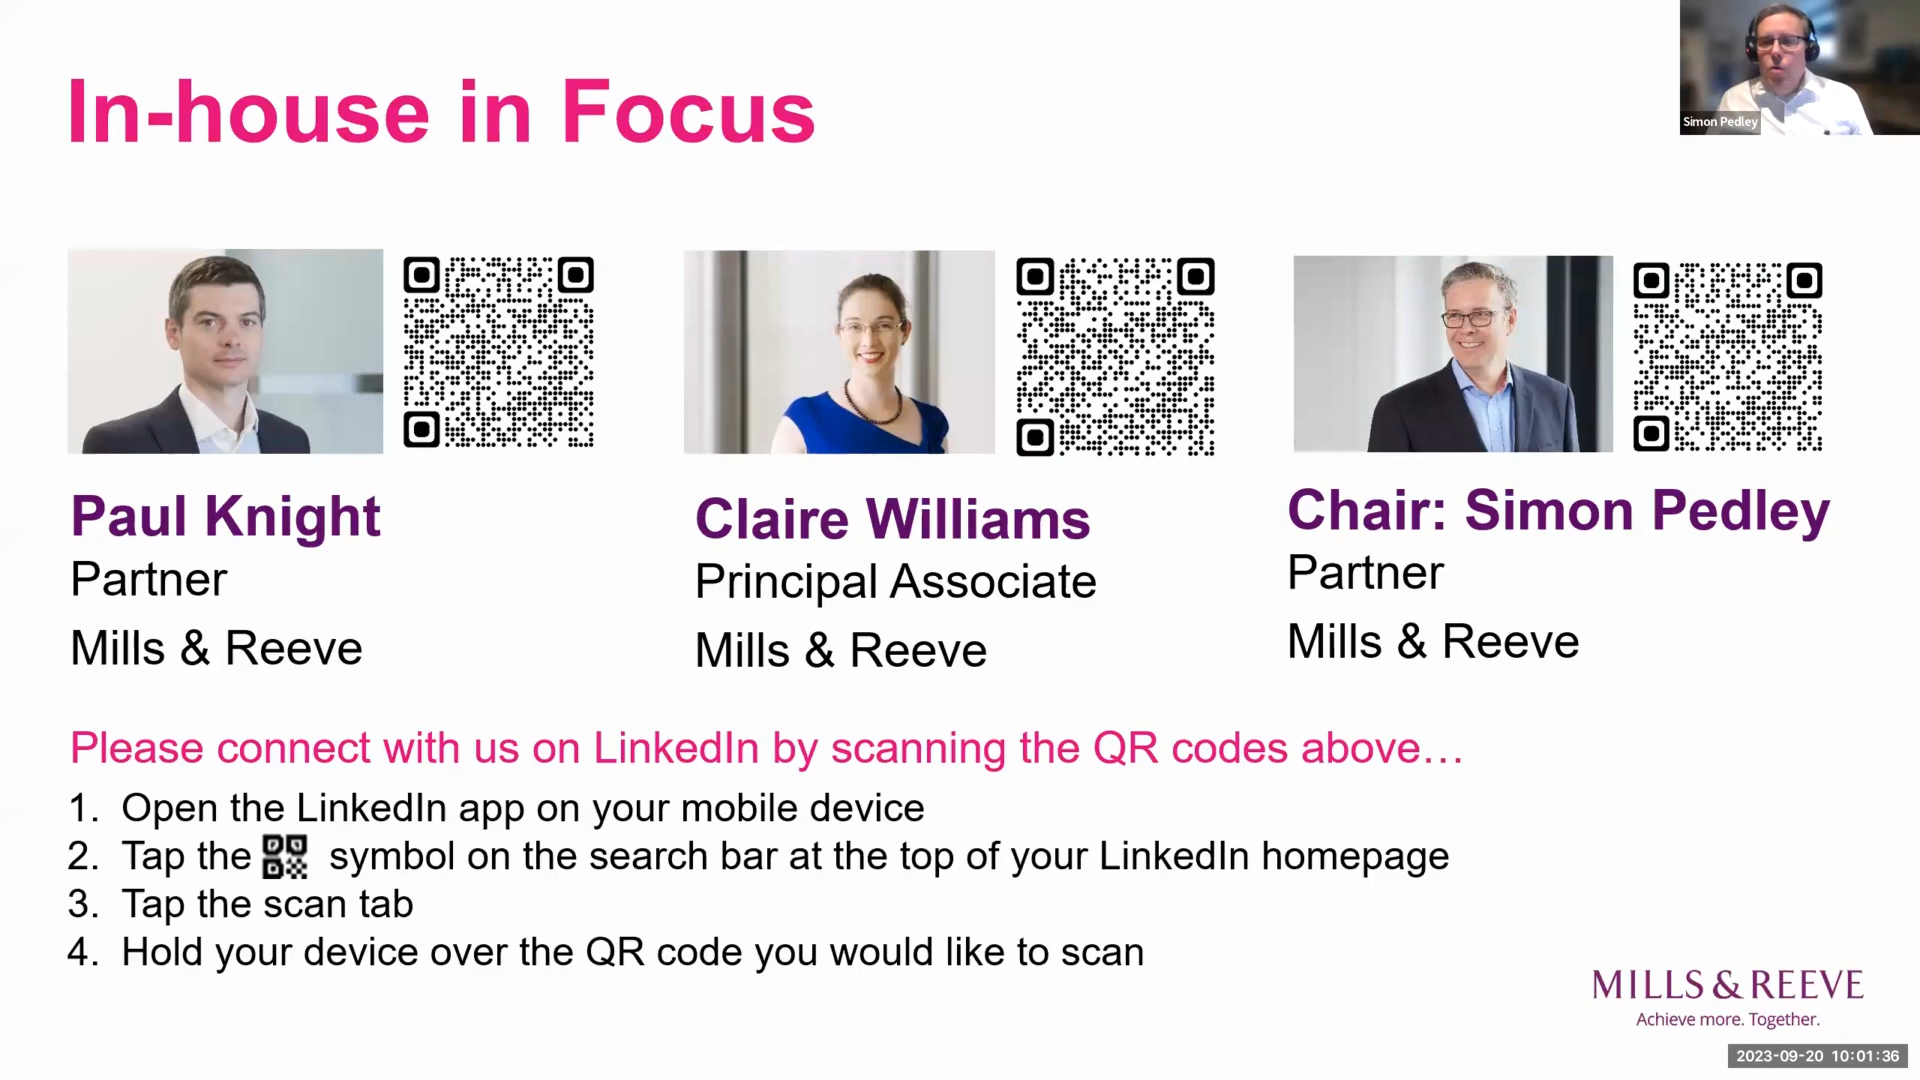 In-house in Focus
Simon Pedley
Paul Knight
Partner
Mills & Reeve
Claire Williams
Principal Associate
Mills & Reeve
Chair: Simon Pedley
Partner
Mills & Reeve
Please connect with us on LinkedIn by scanning the QR codes above…
1. Open the LinkedIn app on your mobile device
2. Tap the symbol on the search bar at the top of your LinkedIn homepage
3. Tap the scan tab
4. Hold your device over the QR code you would like to scan
MILLS & REEVE
Achieve more. Together.
2023-09-20 10:01:36